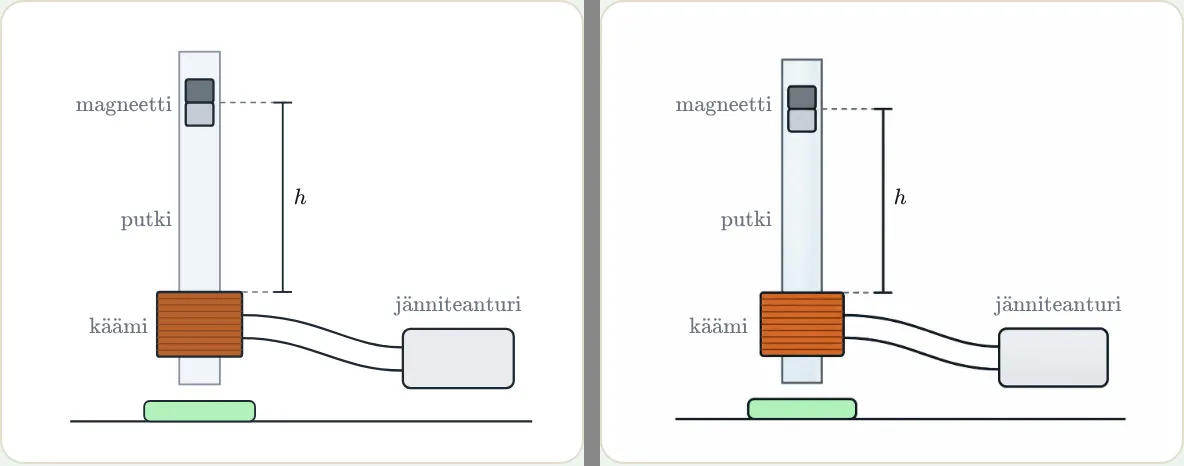 magneetti
h
putki
jänniteanturi
käämi
magneetti
h
putki
jänniteanturi
käämi